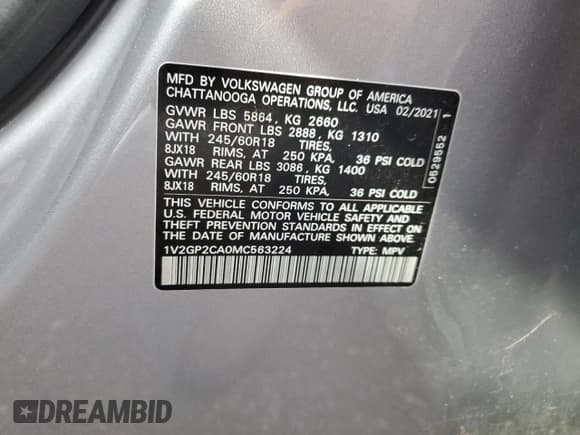 MFD BY VOLKSWAGEN GROUP OF AMERICA
CHATTANOOGA OPERATIONS, LLC. USA 02/2021
GVWR LBS 5864, KG 2660
GAWR FRONT LBS 2888, KG 1310
WITH 245/60R18 TIRES,
8JX18 RIMS, AT 250 KPA, 36 PSI COLD
GAWR REAR LBS 3086, KG 1400
WITH 245/60R18 TIRES,
8JX18 RIMS, AT 250 KPA, 36 PSI COLD
THIS VEHICLE CONFORMS TO ALL APPLICABLE
U.S. FEDERAL MOTOR VEHICLE SAFETY AND
THEFT PREVENTION STANDARDS IN EFFECT ON
THE DATE OF MANUFACTURE SHOWN ABOVE.
1V2GP2CA0MC563224 TYPE: MPV
0529552 1
DREAMBID